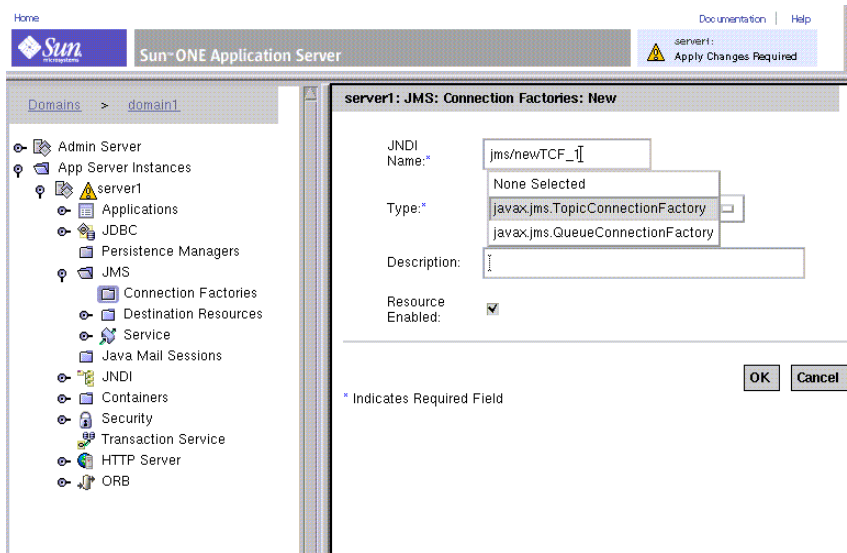 Home
Documentation | Help
Sun
microsystems
Sun™ ONE Application Server
server1:
Apply Changes Required
Domains > domain1
server1: JMS: Connection Factories: New
Admin Server
App Server Instances
server1
Applications
JDBC
Persistence Managers
JMS
Connection Factories
Destination Resources
Service
Java Mail Sessions
JNDI
Containers
Security
Transaction Service
HTTP Server
ORB
JNDI
Name:*
jms/newTCF_1
None Selected
Type:*
javax.jms.TopicConnectionFactory
javax.jms.QueueConnectionFactory
Description:
Resource
Enabled:
OK
Cancel
* Indicates Required Field